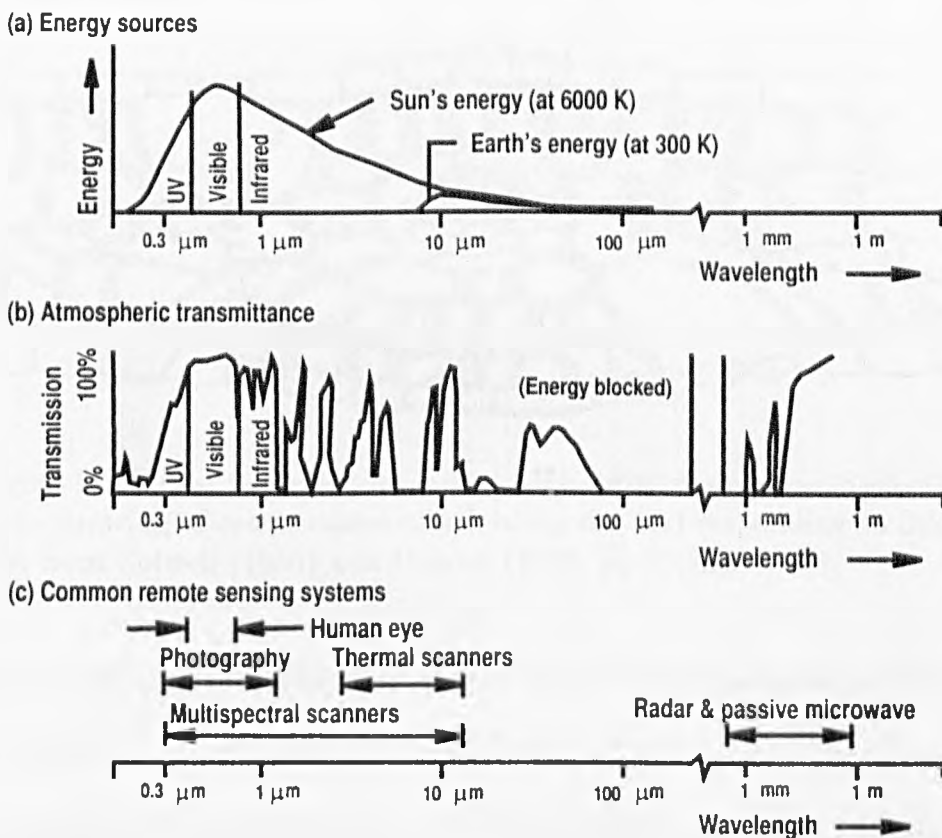 (a) Energy sources
Energy
UV
Visible
Infrared
Sun's energy (at 6000 K)
Earth's energy (at 300 K)
0.3 μm 1 μm 10 μm 100 μm 1 mm 1 m
Wavelength
(b) Atmospheric transmittance
Transmission
0% 100%
UV
Visible
Infrared
(Energy blocked)
0.3 μm 1 μm 10 μm 100 μm 1 mm 1 m
Wavelength
(c) Common remote sensing systems
Human eye
Photography Thermal scanners
Multispectral scanners Radar & passive microwave
0.3 μm 1 μm 10 μm 100 μm 1 mm 1 m
Wavelength